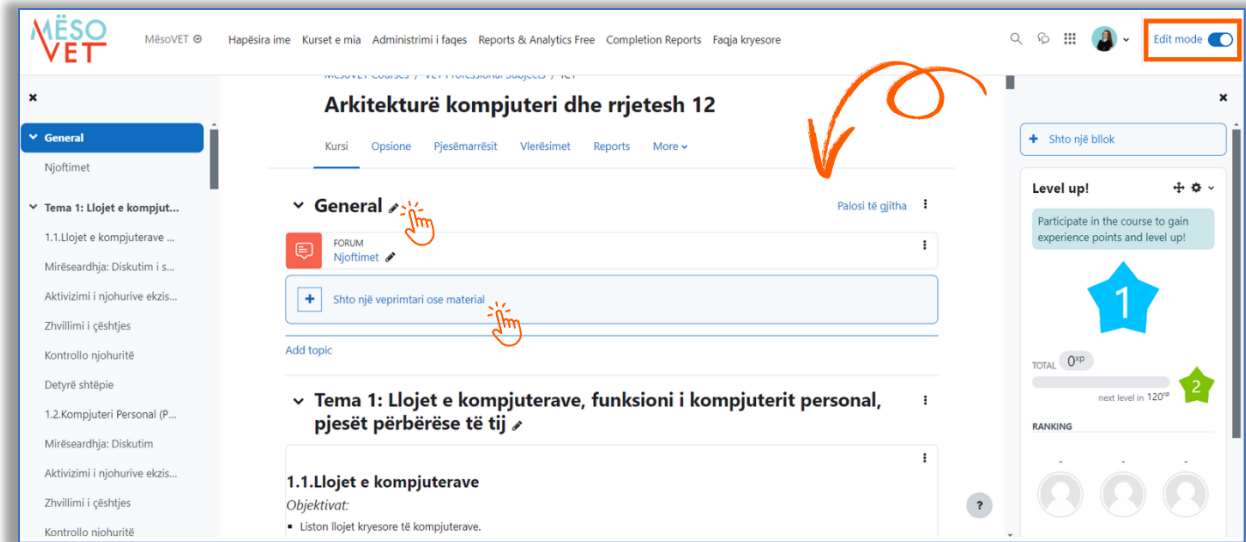 MËSO
VET
MësoVET
Hapësira ime Kurset e mia Administrimi i faqes Reports & Analytics Free Completion Reports Faqja kryesore
Edit mode
MësoVET Courses / VET Professional Subjects / ICT
Arkitekturë kompjuteri dhe rrjetesh 12
Kursi Opsione Pjesëmarrësit Vlerësimet Reports More
General
Njoftimet
Tema 1: Llojet e kompjut...
1.1.Llojet e kompjuterave ...
Mirëseardhja: Diskutim i s...
Aktivizimi i njohurive ekzis...
Zhvillimi i çështjes
Kontrollo njohuritë
Detyrë shtëpie
1.2.Kompjuteri Personal (P...
Mirëseardhja: Diskutim
Aktivizimi i njohurive ekzis...
Zhvillimi i çështjes
Kontrollo njohuritë
General
Palosi të gjitha
FORUM
Njoftimet
Shto një veprimtari ose material
Add topic
Tema 1: Llojet e kompjuterave, funksioni i kompjuterit personal,
pjesët përbërëse të tij
1.1.Llojet e kompjuterave
Objektivat:
▪ Liston llojet kryesore të kompjuterave.
?
+ Shto një bllok
Level up!
Participate in the course to gain
experience points and level up!
1
TOTAL 0xp
2
next level in 120xp
RANKING
- - -